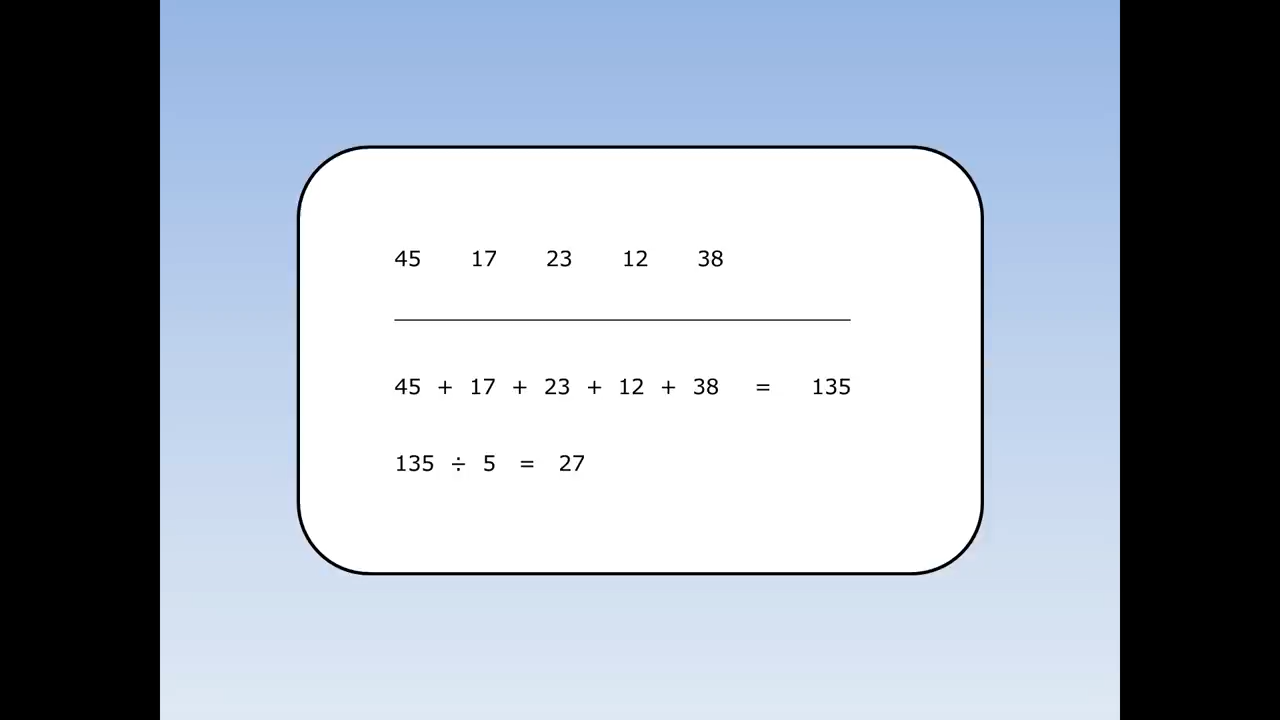 45 17 23 12 38
45 + 17 + 23 + 12 + 38 = 135
135 ÷ 5 = 27